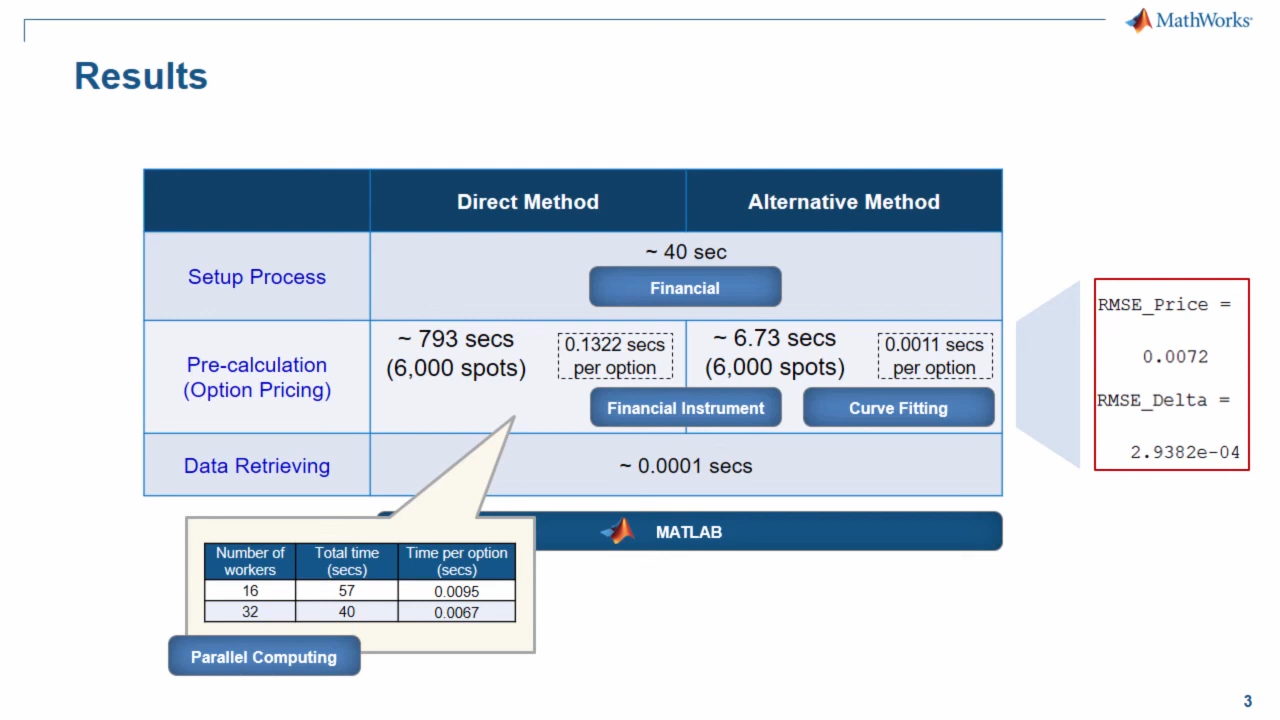 MathWorks
Results
Direct Method
Alternative Method
Setup Process
~ 40 sec
Financial
Pre-calculation
(Option Pricing)
~ 793 secs
(6,000 spots)
0.1322 secs
per option
~ 6.73 secs
(6,000 spots)
0.0011 secs
per option
Financial Instrument
Curve Fitting
Data Retrieving
~ 0.0001 secs
RMSE_Price =
0.0072
RMSE_Delta =
2.9382e-04
MATLAB
Number of
workers
Total time
(secs)
Time per option
(secs)
16
57
0.0095
32
40
0.0067
Parallel Computing
3